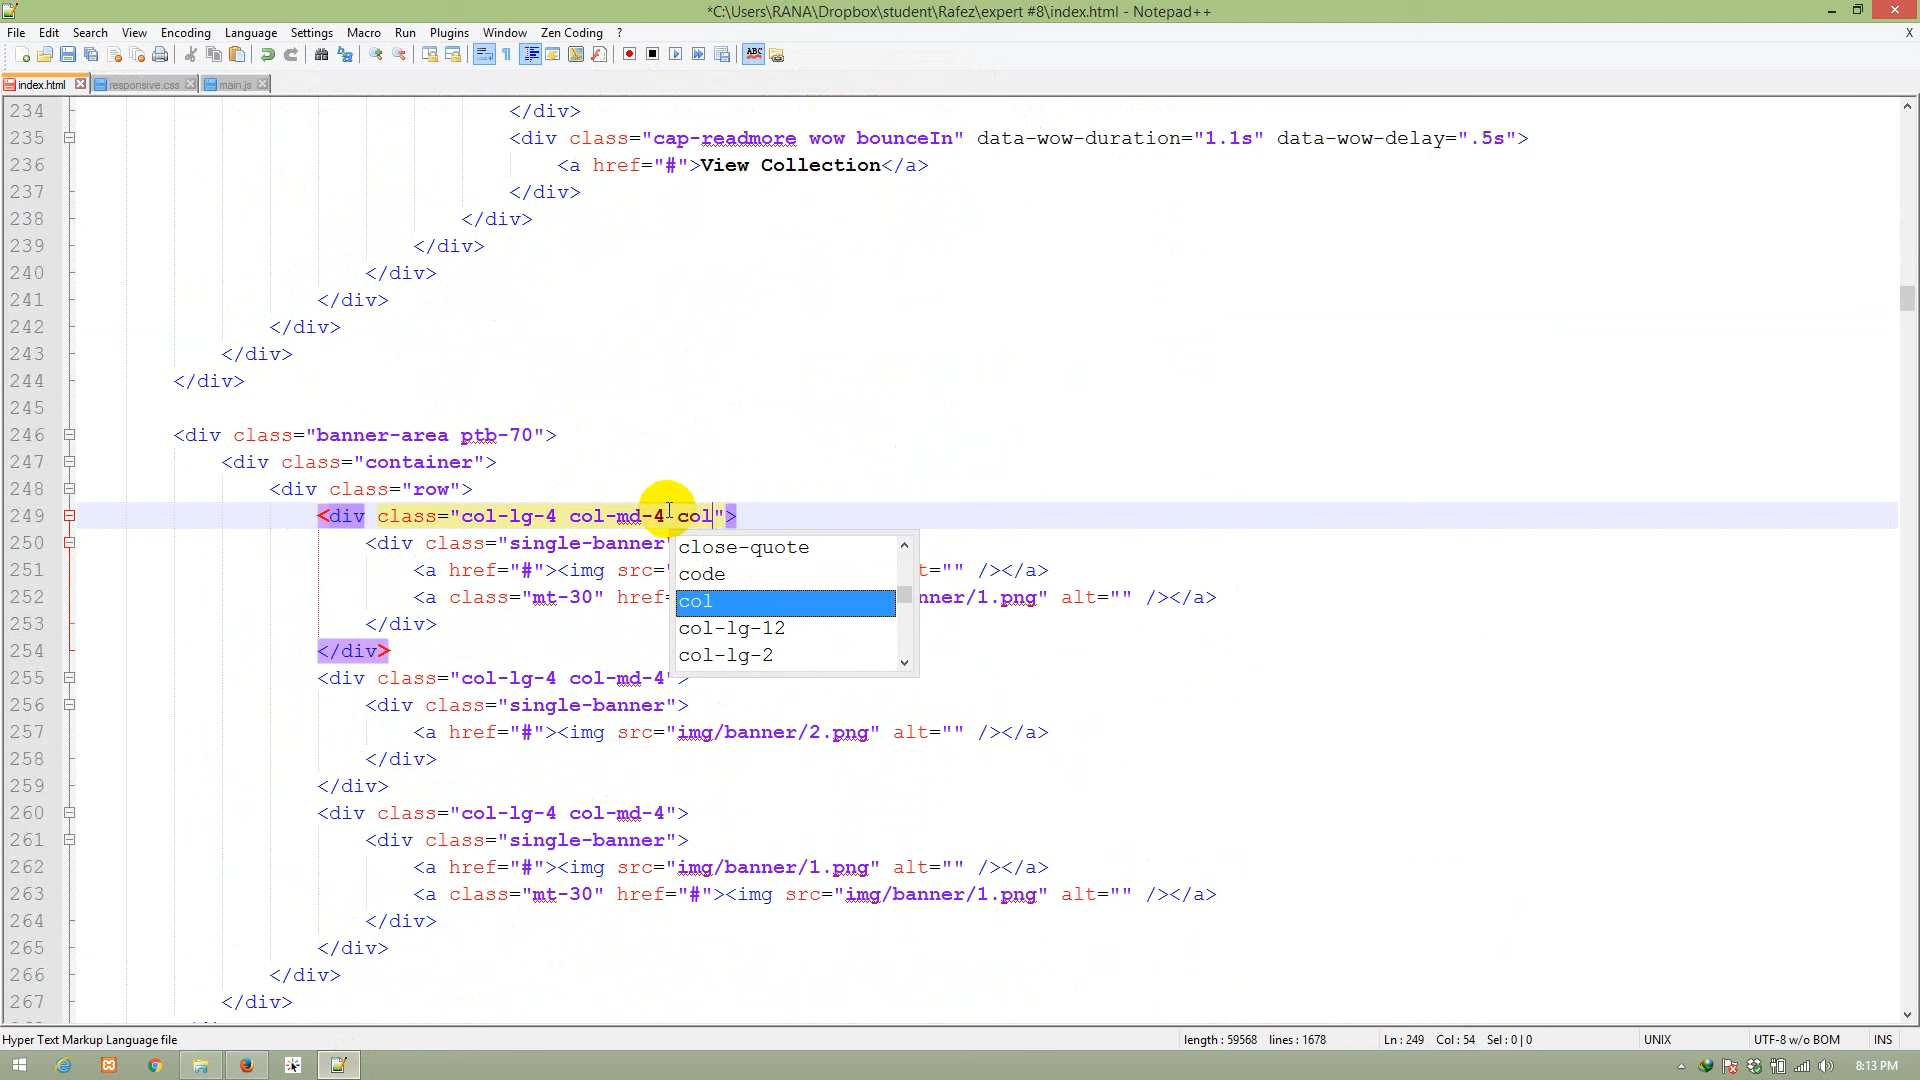 *C:\Users\RANA\Dropbox\student\Rafez\expert #8\index.html - Notepad++
File Edit Search View Encoding Language Settings Macro Run Plugins Window Zen Coding ? X
index.html responsive.css main.js
234 </div>
235 <div class="cap-readmore wow bounceIn" data-wow-duration="1.1s" data-wow-delay=".5s">
236 <a href="#">View Collection</a>
237 </div>
238 </div>
239 </div>
240 </div>
241 </div>
242 </div>
243 </div>
244 </div>
245
246 <div class="banner-area ptb-70">
247 <div class="container">
248 <div class="row">
249 <div class="col-lg-4 col-md-4 col">
250 <div class="single-banner"
close-quote
251 <a href="#"><img src= t="" /></a>
code
252 <a class="mt-30" href= nner/1.png" alt="" /></a>
col
253 </div>
col-lg-12
254 </div>
col-lg-2
255 <div class="col-lg-4 col-md-4">
256 <div class="single-banner">
257 <a href="#"><img src="img/banner/2.png" alt="" /></a>
258 </div>
259 </div>
260 <div class="col-lg-4 col-md-4">
261 <div class="single-banner">
262 <a href="#"><img src="img/banner/1.png" alt="" /></a>
263 <a class="mt-30" href="#"><img src="img/banner/1.png" alt="" /></a>
264 </div>
265 </div>
266 </div>
267 </div>
Hyper Text Markup Language file length : 59568 lines : 1678 Ln : 249 Col : 54 Sel : 0 | 0 UNIX UTF-8 w/o BOM INS
8:13 PM